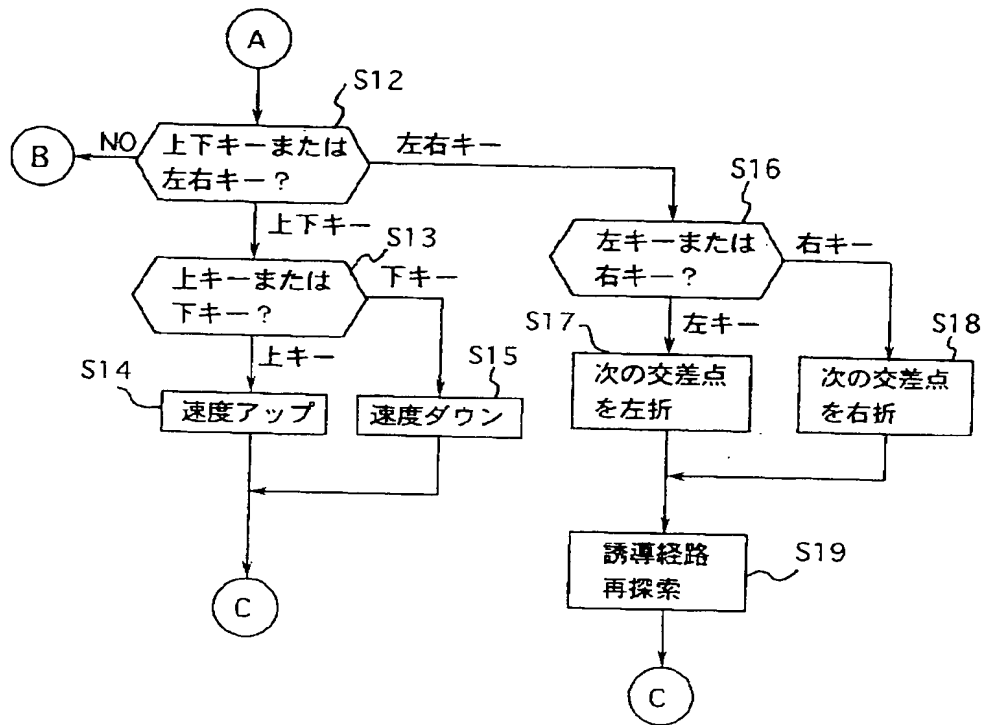 A
S12
B
NO
上下キーまたは
左右キー？
左右キー
S16
上下キー
S13
左キーまたは
右キー？
右キー
上キーまたは
下キー？
下キー
S17
左キー
S18
S14
上キー
S15
次の交差点
を左折
次の交差点
を右折
速度アップ
速度ダウン
誘導経路
再探索
S19
C
C